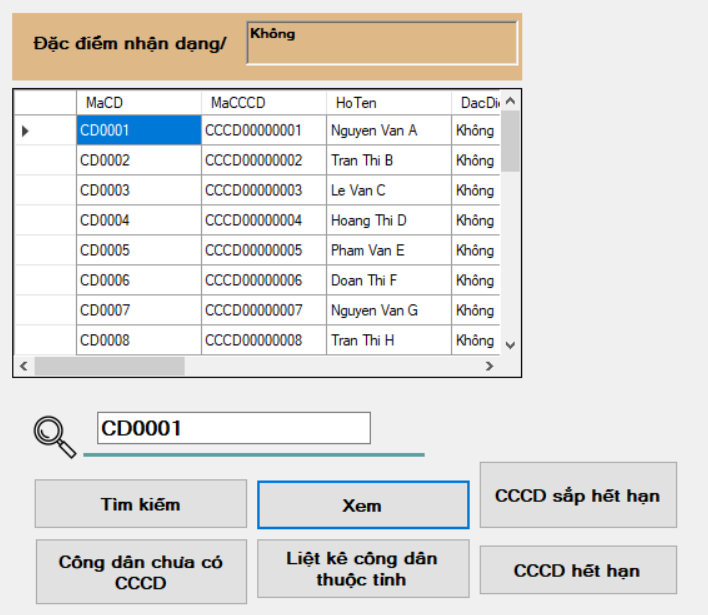 Đặc điểm nhận dạng/ Không
MaCD MaCCCD HoTen DacDi
CD0001 CCCD00000001 Nguyen Van A Không
CD0002 CCCD00000002 Tran Thi B Không
CD0003 CCCD00000003 Le Van C Không
CD0004 CCCD00000004 Hoang Thi D Không
CD0005 CCCD00000005 Pham Van E Không
CD0006 CCCD00000006 Doan Thi F Không
CD0007 CCCD00000007 Nguyen Van G Không
CD0008 CCCD00000008 Tran Thi H Không
CD0001
Tìm kiếm
Xem
CCCD sắp hết hạn
Công dân chưa có
CCCD
Liệt kê công dân
thuộc tỉnh
CCCD hết hạn